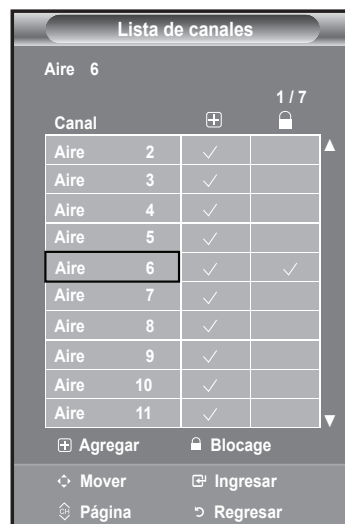 Lista de canales
Aire 6
1 / 7
Canal
Aire 2
Aire 3
Aire 4
Aire 5
Aire 6
Aire 7
Aire 8
Aire 9
Aire 10
Aire 11
Agregar Blocage
Mover Ingresar
CH Página Regresar